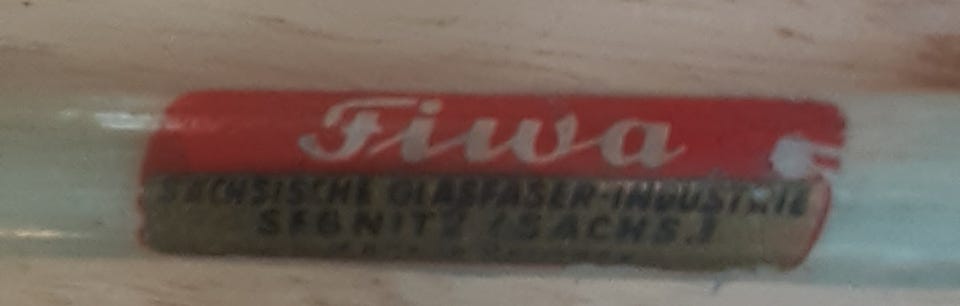 Fiwa
SÄCHSISCHE GLASFASER-INDUSTRIE
SEBNITZ (SACHS.)